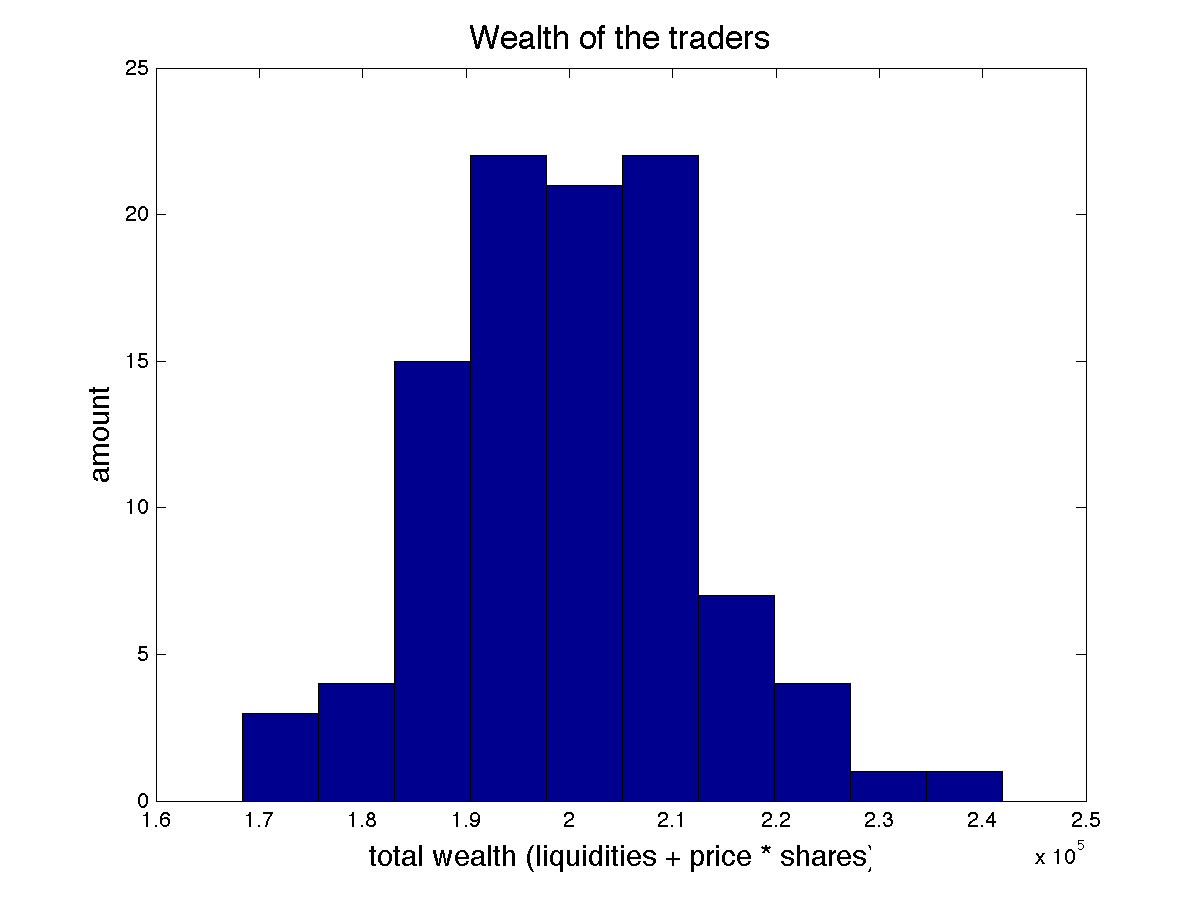 Wealth of the traders
25
20
15
10
5
0
amount
1.6 1.7 1.8 1.9 2 2.1 2.2 2.3 2.4 2.5
total wealth (liquidities + price * shares)
x 10^5